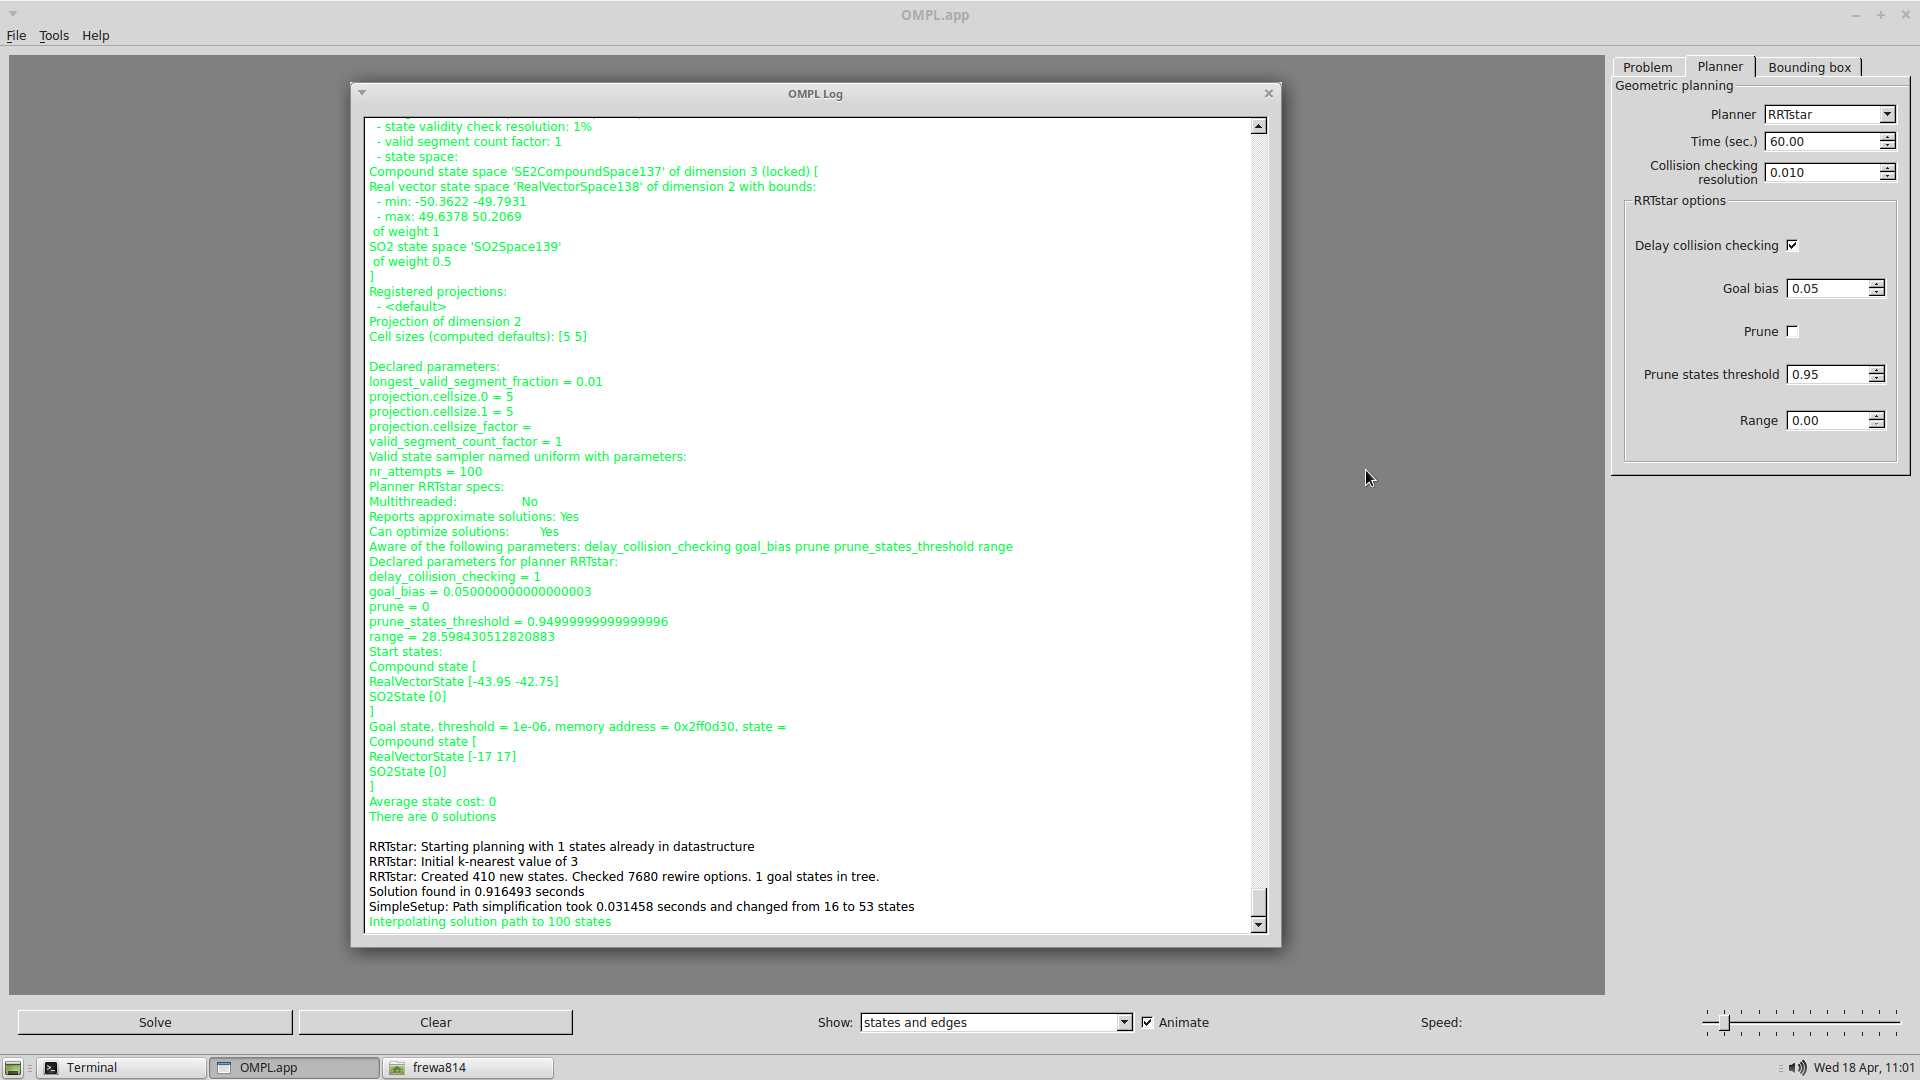 OMPL.app
File Tools Help
OMPL Log
- state validity check resolution: 1%
- valid segment count factor: 1
- state space:
Compound state space 'SE2CompoundSpace137' of dimension 3 (locked) [
Real vector state space 'RealVectorSpace138' of dimension 2 with bounds:
- min: -50.3622 -49.7931
- max: 49.6378 50.2069
of weight 1
SO2 state space 'SO2Space139'
of weight 0.5
]
Registered projections:
- <default>
Projection of dimension 2
Cell sizes (computed defaults): [5 5]
Declared parameters:
longest_valid_segment_fraction = 0.01
projection.cellsize.0 = 5
projection.cellsize.1 = 5
projection.cellsize_factor =
valid_segment_count_factor = 1
Valid state sampler named uniform with parameters:
nr_attempts = 100
Planner RRTstar specs:
Multithreaded: No
Reports approximate solutions: Yes
Can optimize solutions: Yes
Aware of the following parameters: delay_collision_checking goal_bias prune prune_states_threshold range
Declared parameters for planner RRTstar:
delay_collision_checking = 1
goal_bias = 0.050000000000000003
prune = 0
prune_states_threshold = 0.94999999999999996
range = 28.598430512820883
Start states:
Compound state [
RealVectorState [-43.95 -42.75]
SO2State [0]
]
Goal state, threshold = 1e-06, memory address = 0x2ff0d30, state =
Compound state [
RealVectorState [-17 17]
SO2State [0]
]
Average state cost: 0
There are 0 solutions
RRTstar: Starting planning with 1 states already in datastructure
RRTstar: Initial k-nearest value of 3
RRTstar: Created 410 new states. Checked 7680 rewire options. 1 goal states in tree.
Solution found in 0.916493 seconds
SimpleSetup: Path simplification took 0.031458 seconds and changed from 16 to 53 states
Interpolating solution path to 100 states
Problem Planner Bounding box
Geometric planning
Planner RRTstar
Time (sec.) 60.00
Collision checking
resolution 0.010
RRTstar options
Delay collision checking
Goal bias 0.05
Prune
Prune states threshold 0.95
Range 0.00
Solve Clear Show: states and edges Animate Speed:
Terminal OMPL.app frewa814 Wed 18 Apr, 11:01